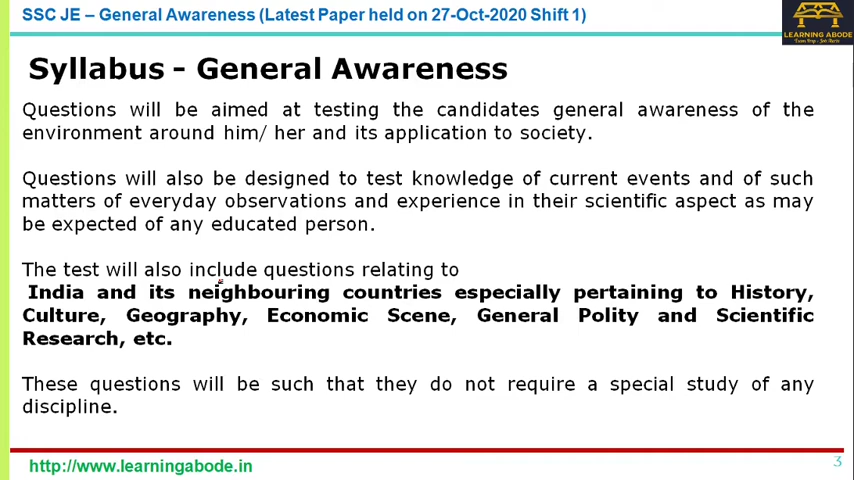 SSC JE – General Awareness (Latest Paper held on 27-Oct-2020 Shift 1)
LEARNING ABODE
Syllabus - General Awareness
Questions will be aimed at testing the candidates general awareness of the
environment around him/ her and its application to society.
Questions will also be designed to test knowledge of current events and of such
matters of everyday observations and experience in their scientific aspect as may
be expected of any educated person.
The test will also include questions relating to
India and its neighbouring countries especially pertaining to History,
Culture, Geography, Economic Scene, General Polity and Scientific
Research, etc.
These questions will be such that they do not require a special study of any
discipline.
http://www.learningabode.in
3